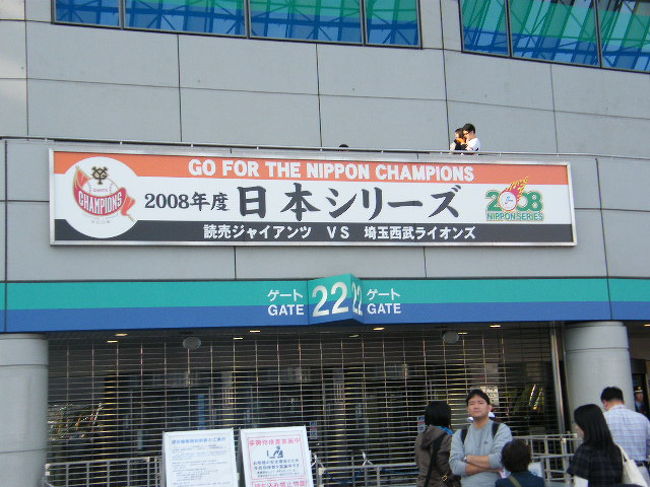 GO FOR THE NIPPON CHAMPIONS
CHAMPIONS
2008年度 日本シリーズ
2008
NIPPON SERIES
読売ジャイアンツ VS 埼玉西武ライオンズ
ゲート 22 22 ゲート
GATE GATE